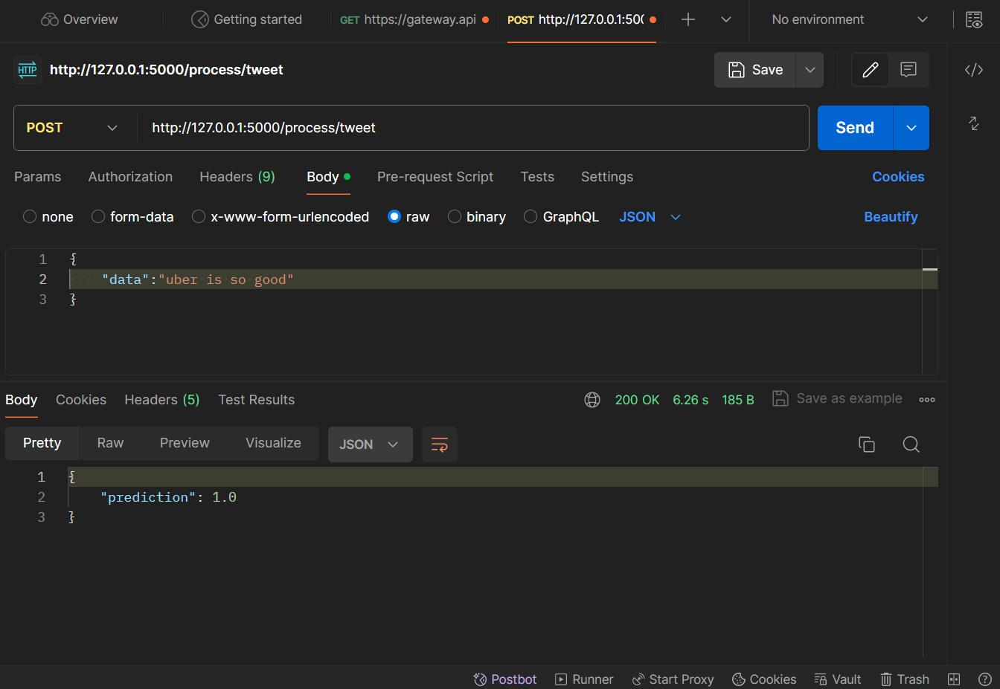 Overview
Getting started
GET https://gateway.api
POST http://127.0.0.1:500
No environment
HTTP http://127.0.0.1:5000/process/tweet
Save
POST http://127.0.0.1:5000/process/tweet
Send
Params Authorization Headers (9) Body Pre-request Script Tests Settings Cookies
none form-data x-www-form-urlencoded raw binary GraphQL JSON Beautify
1 {
2 "data":"uber is so good"
3 }
Body Cookies Headers (5) Test Results 200 OK 6.26 s 185 B Save as example
Pretty Raw Preview Visualize JSON
1 {
2 "prediction": 1.0
3 }
Postbot Runner Start Proxy Cookies Vault Trash